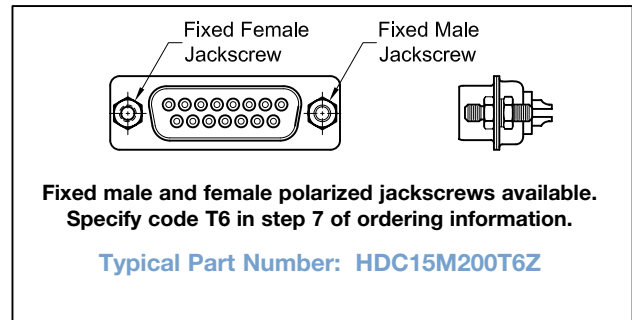 Fixed Female
Jackscrew
Fixed Male
Jackscrew
Fixed male and female polarized jackscrews available.
Specify code T6 in step 7 of ordering information.
Typical Part Number: HDC15M200T6Z